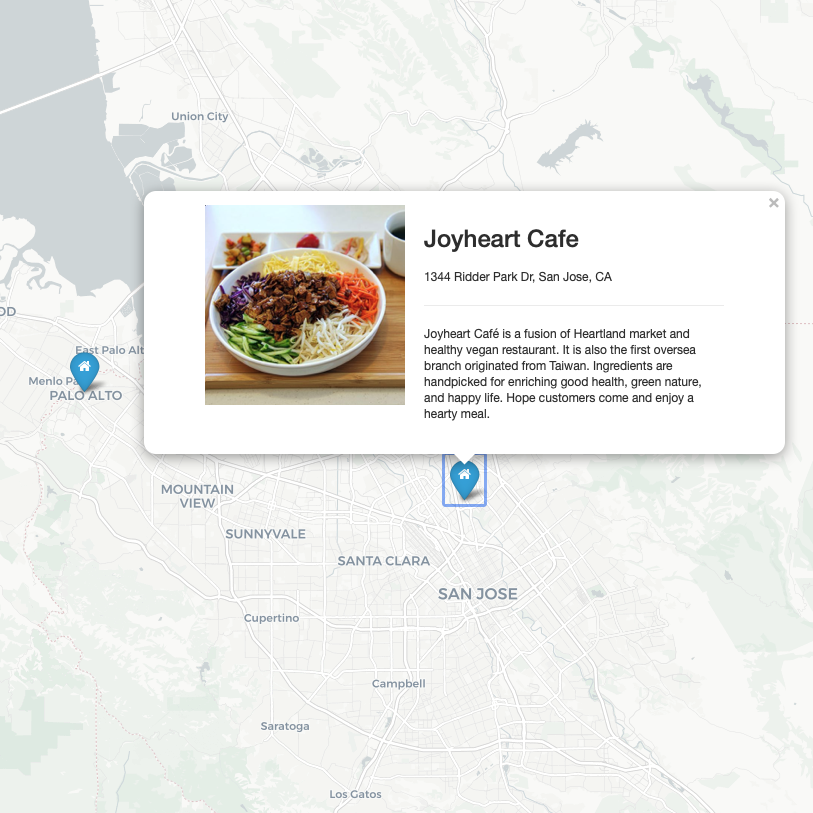 Union City
×
Joyheart Cafe
1344 Ridder Park Dr, San Jose, CA
Joyheart Café is a fusion of Heartland market and
healthy vegan restaurant. It is also the first oversea
branch originated from Taiwan. Ingredients are
handpicked for enriching good health, green nature,
and happy life. Hope customers come and enjoy a
hearty meal.
OD
East Palo Alt
Menlo Pa
PALO ALTO
MOUNTAIN
VIEW
SUNNYVALE
SANTA CLARA
SAN JOSE
Cupertino
Campbell
Saratoga
Los Gatos